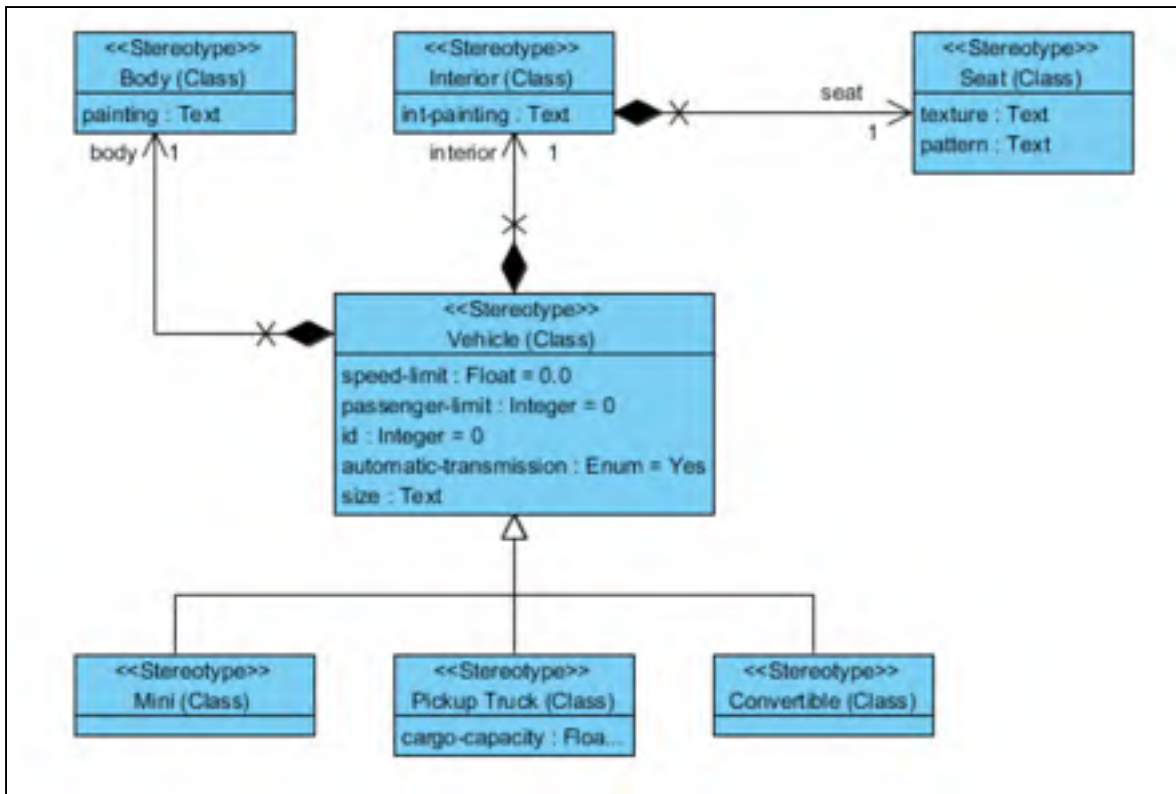 <<Stereotype>>
Body (Class)
painting : Text
<<Stereotype>>
Interior (Class)
int-painting : Text
<<Stereotype>>
Seat (Class)
texture : Text
pattern : Text
seat
1
body
1
interior
1
<<Stereotype>>
Vehicle (Class)
speed-limit : Float = 0.0
passenger-limit : Integer = 0
id : Integer = 0
automatic-transmission : Enum = Yes
size : Text
<<Stereotype>>
Mini (Class)
<<Stereotype>>
Pickup Truck (Class)
cargo-capacity : Floa...
<<Stereotype>>
Convertible (Class)